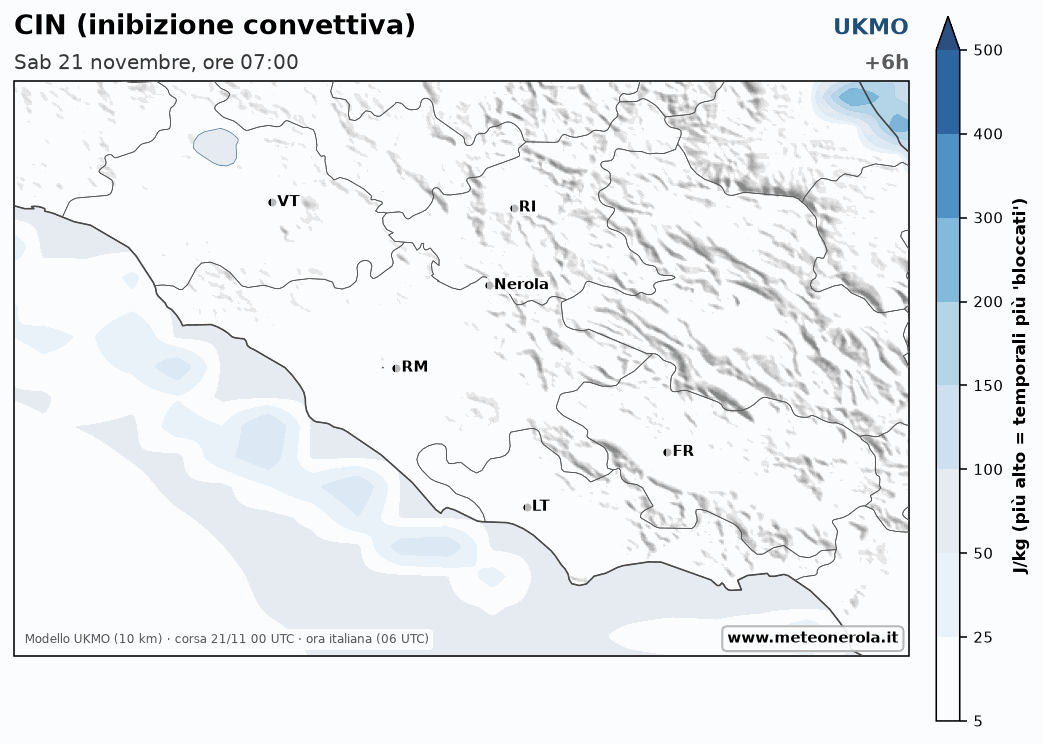 CIN (inibizione convettiva)
UKMO
Sab 21 novembre, ore 07:00
+6h
VT
RI
Nerola
RM
FR
LT
Modello UKMO (10 km) · corsa 21/11 00 UTC · ora italiana (06 UTC)
www.meteonerola.it
500
400
300
200
150
100
50
25
5
J/kg (più alto = temporali più 'bloccati')